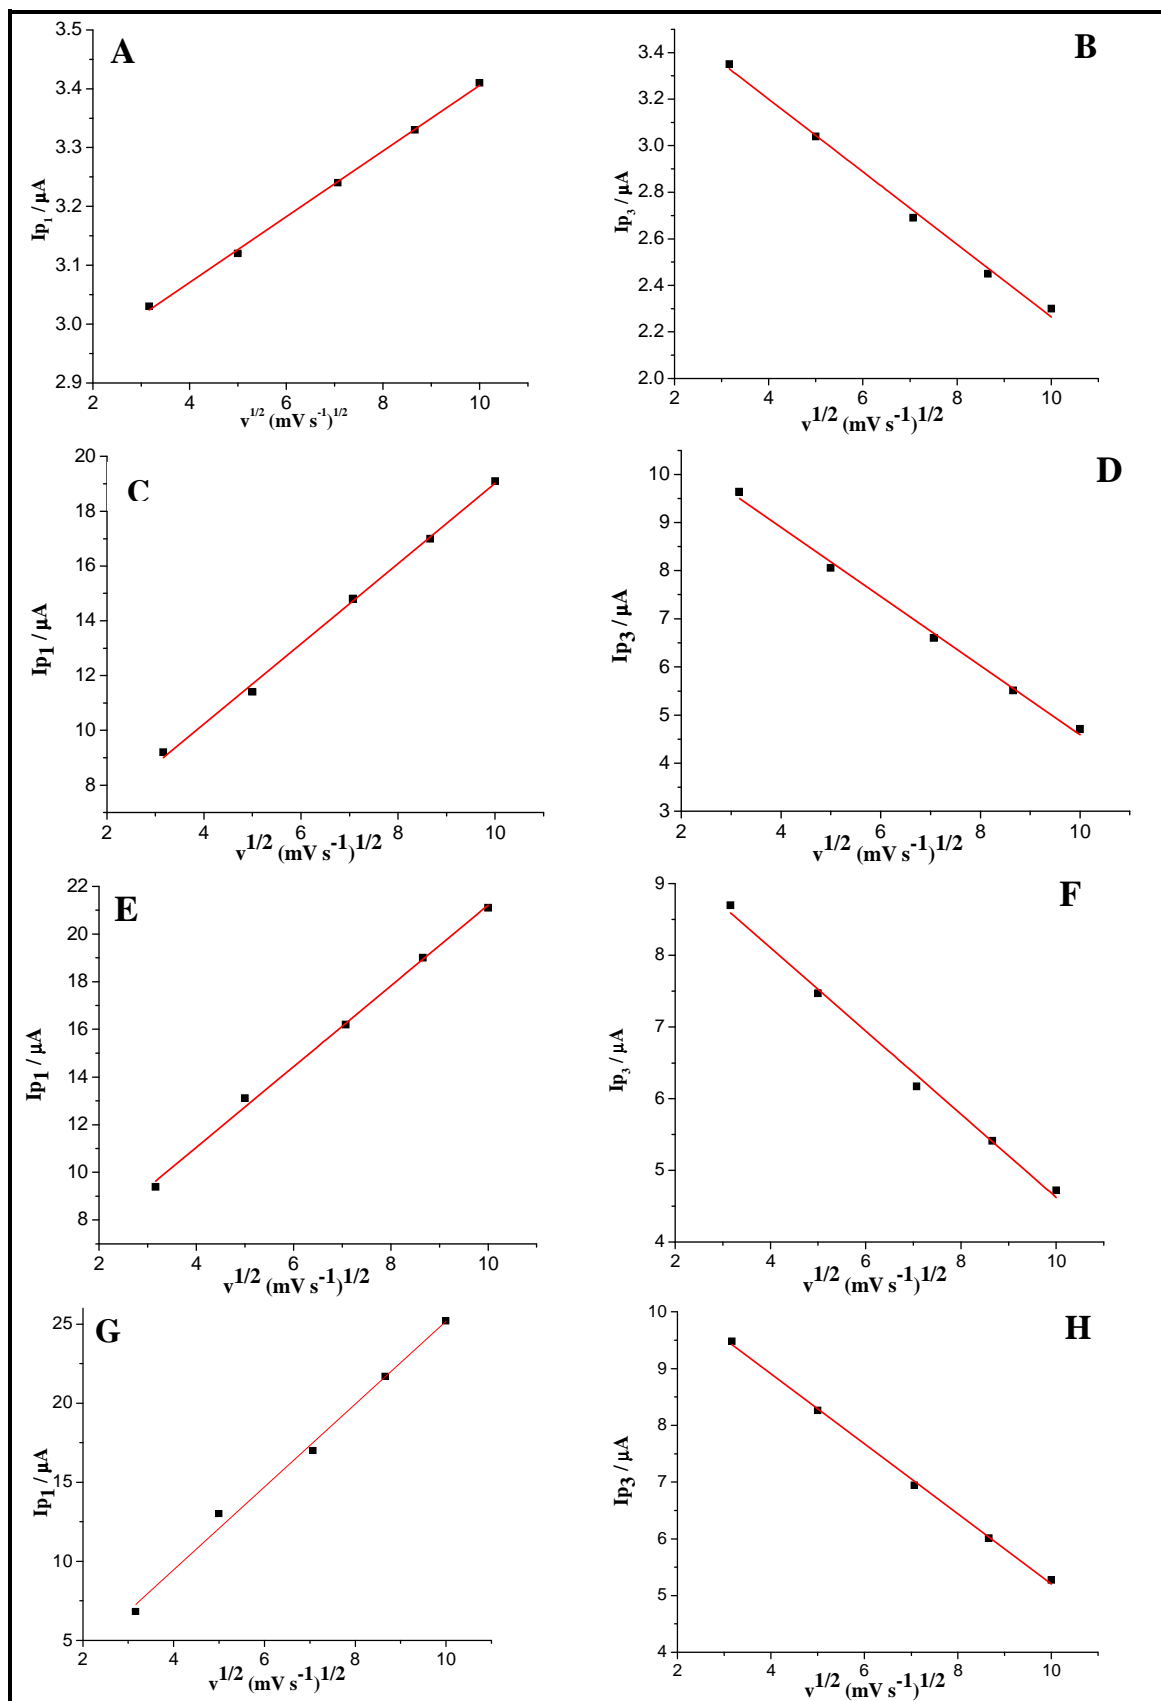 A
3.5
3.4
3.3
3.2
3.1
3.0
2.9
Ip1 / µA
2 4 6 8 10
v1/2 (mV s-1)1/2
B
3.4
3.2
3.0
2.8
2.6
2.4
2.2
2.0
Ip3 / µA
2 4 6 8 10
v1/2 (mV s-1)1/2
C
20
18
16
14
12
10
8
Ip1 / µA
4 6 8 10
v1/2 (mV s-1)1/2
D
10
9
8
7
6
5
4
3
Ip3 / µA
2 4 6 8 10
v1/2 (mV s-1)1/2
E
22
20
18
16
14
12
10
8
Ip1 / µA
2 4 6 8 10
v1/2 (mV s-1)1/2
F
9
8
7
6
5
4
Ip3 / µA
2 4 6 8 10
v1/2 (mV s-1)1/2
G
25
20
15
10
5
Ip1 / µA
2 4 6 8 10
v1/2 (mV s-1)1/2
H
10
9
8
7
6
5
4
Ip3 / µA
2 4 6 8 10
v1/2 (mV s-1)1/2